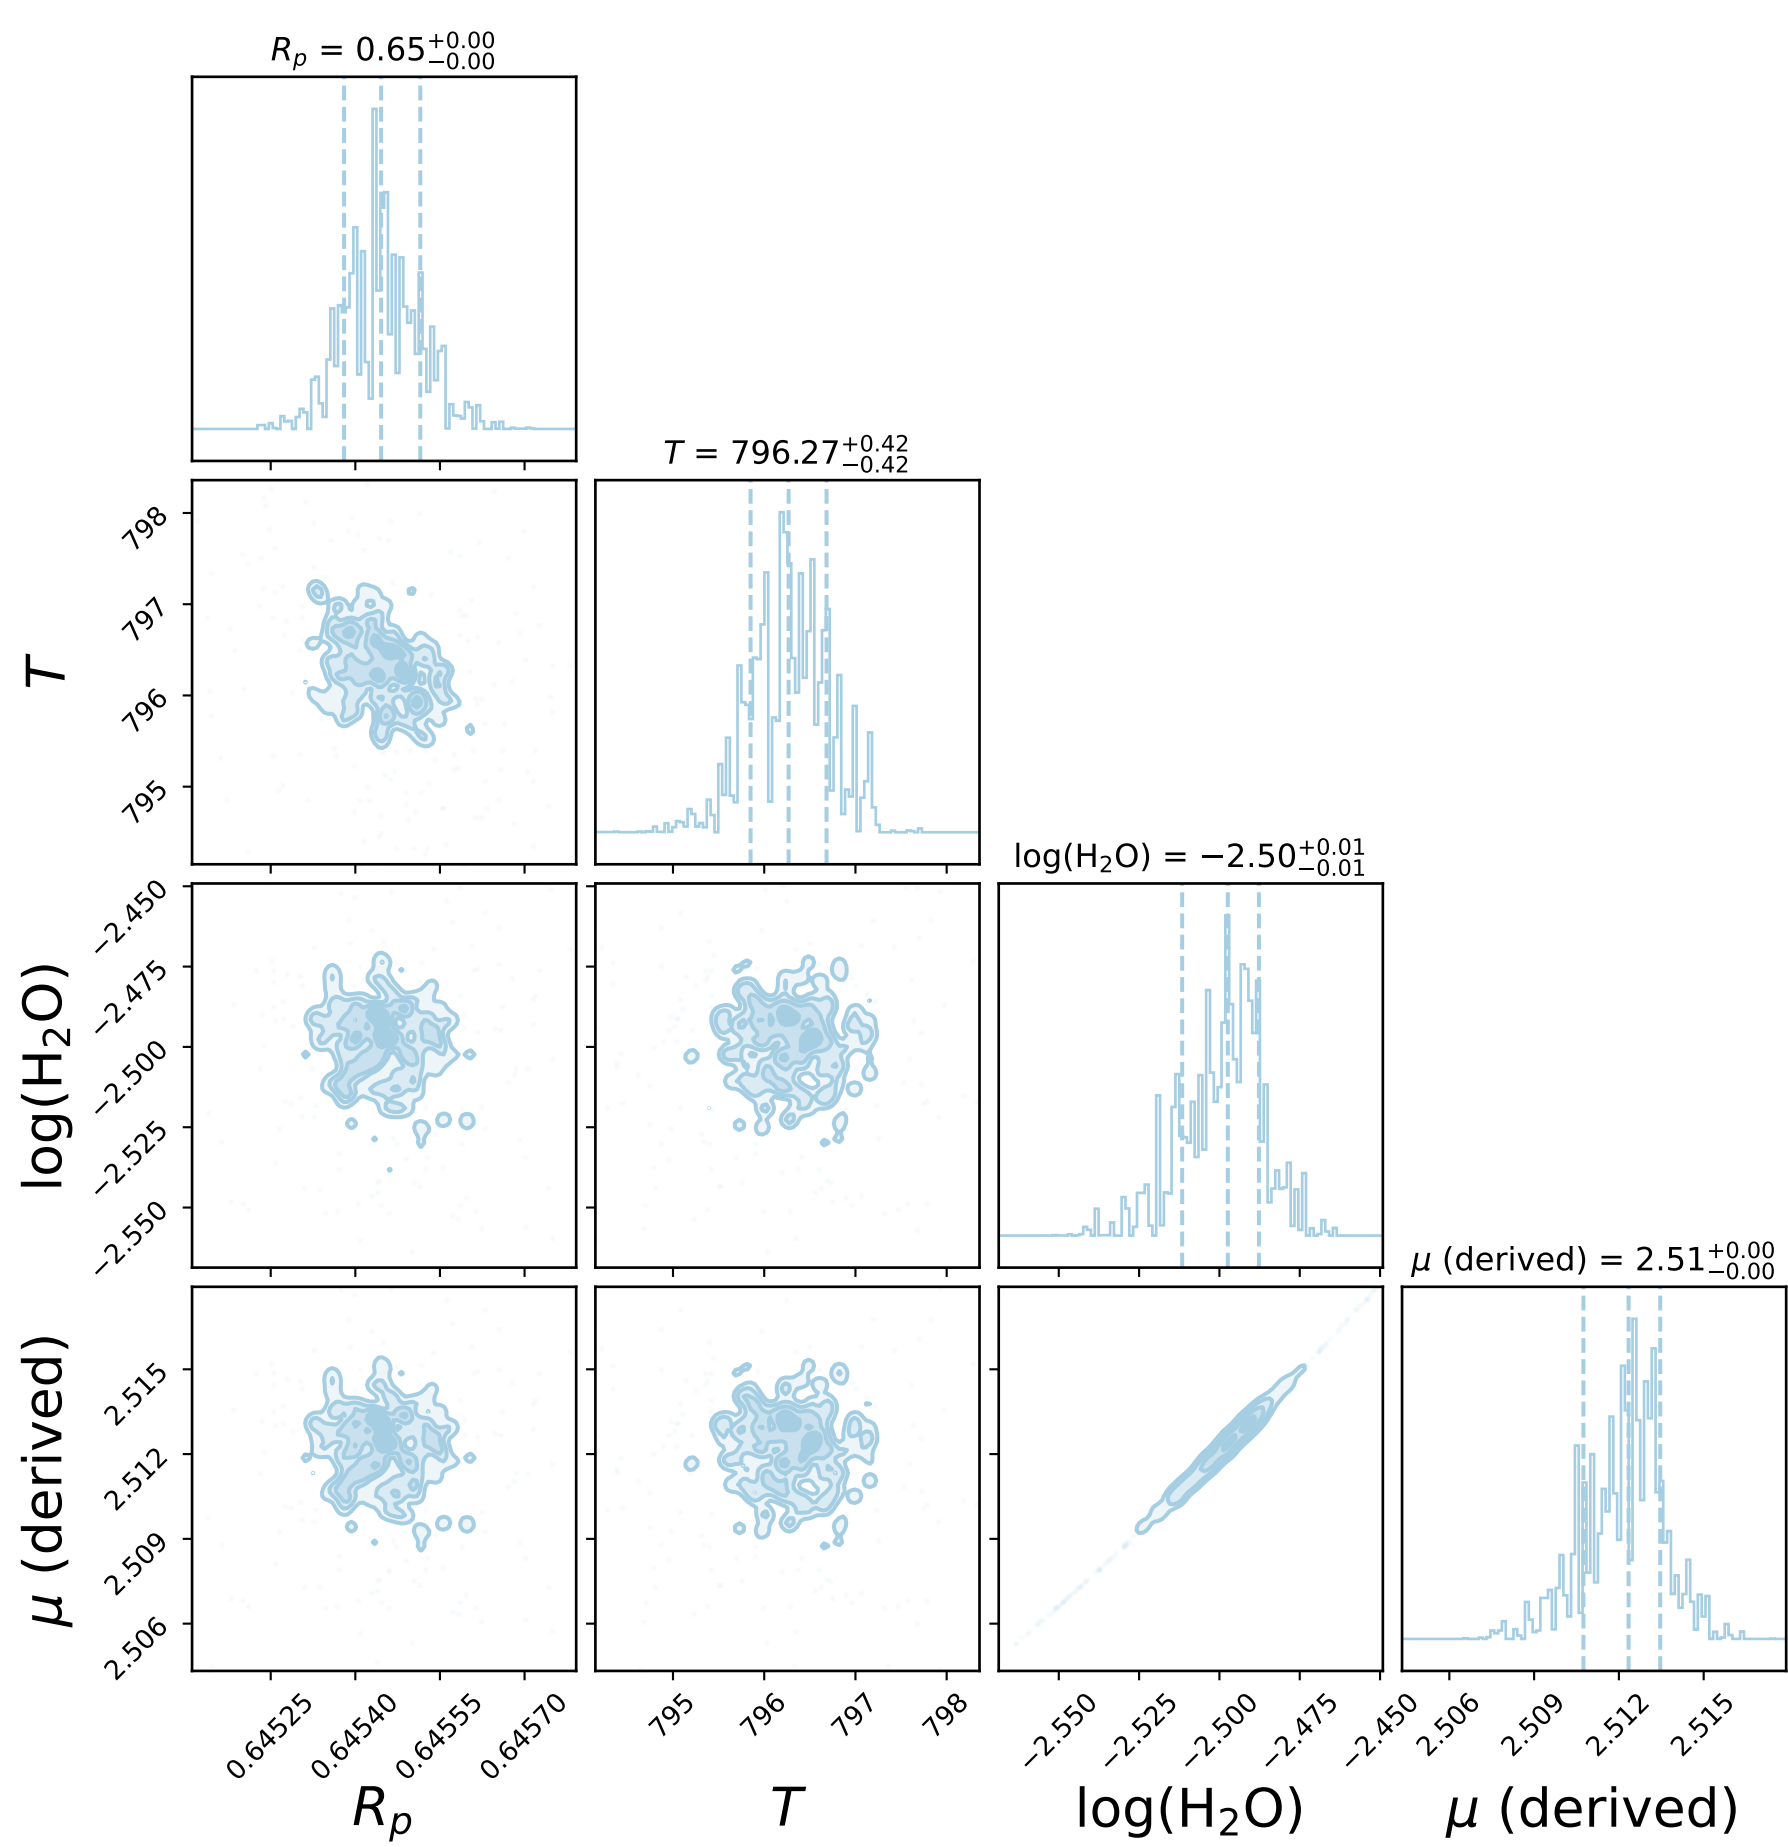 R_p = 0.65^{+0.00}_{−0.00}
T = 796.27^{+0.42}_{−0.42}
798
797
796
795
T
log(H₂O) = −2.50^{+0.01}_{−0.01}
−2.450
−2.475
−2.500
−2.525
−2.550
log(H₂O)
μ (derived) = 2.51^{+0.00}_{−0.00}
2.515
2.512
2.509
2.506
μ (derived)
0.64525 0.64540 0.64555 0.64570 795 796 797 798 −2.550 −2.525 −2.500 −2.475 −2.450 2.506 2.509 2.512 2.515
R_p T log(H₂O) μ (derived)